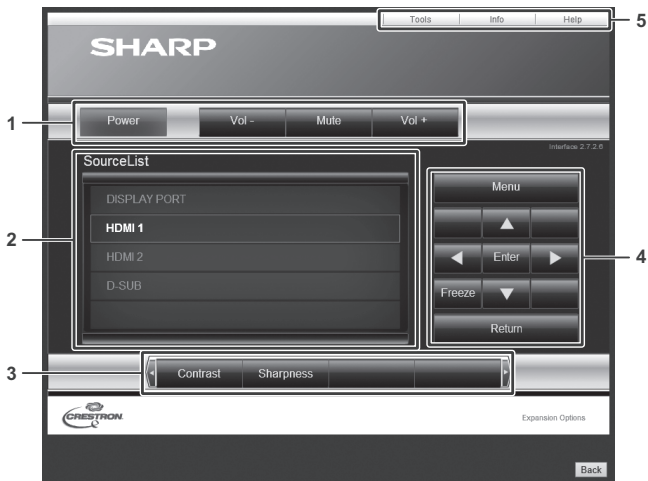 Tools Info Help 5
SHARP
1 Power Vol - Mute Vol +
Interface 2.7.2.6
SourceList
DISPLAY PORT
HDMI 1
HDMI 2
D-SUB
2
Menu
Enter
Freeze
Return
4
3 Contrast Sharpness
CRESTRON
Expansion Options
Back